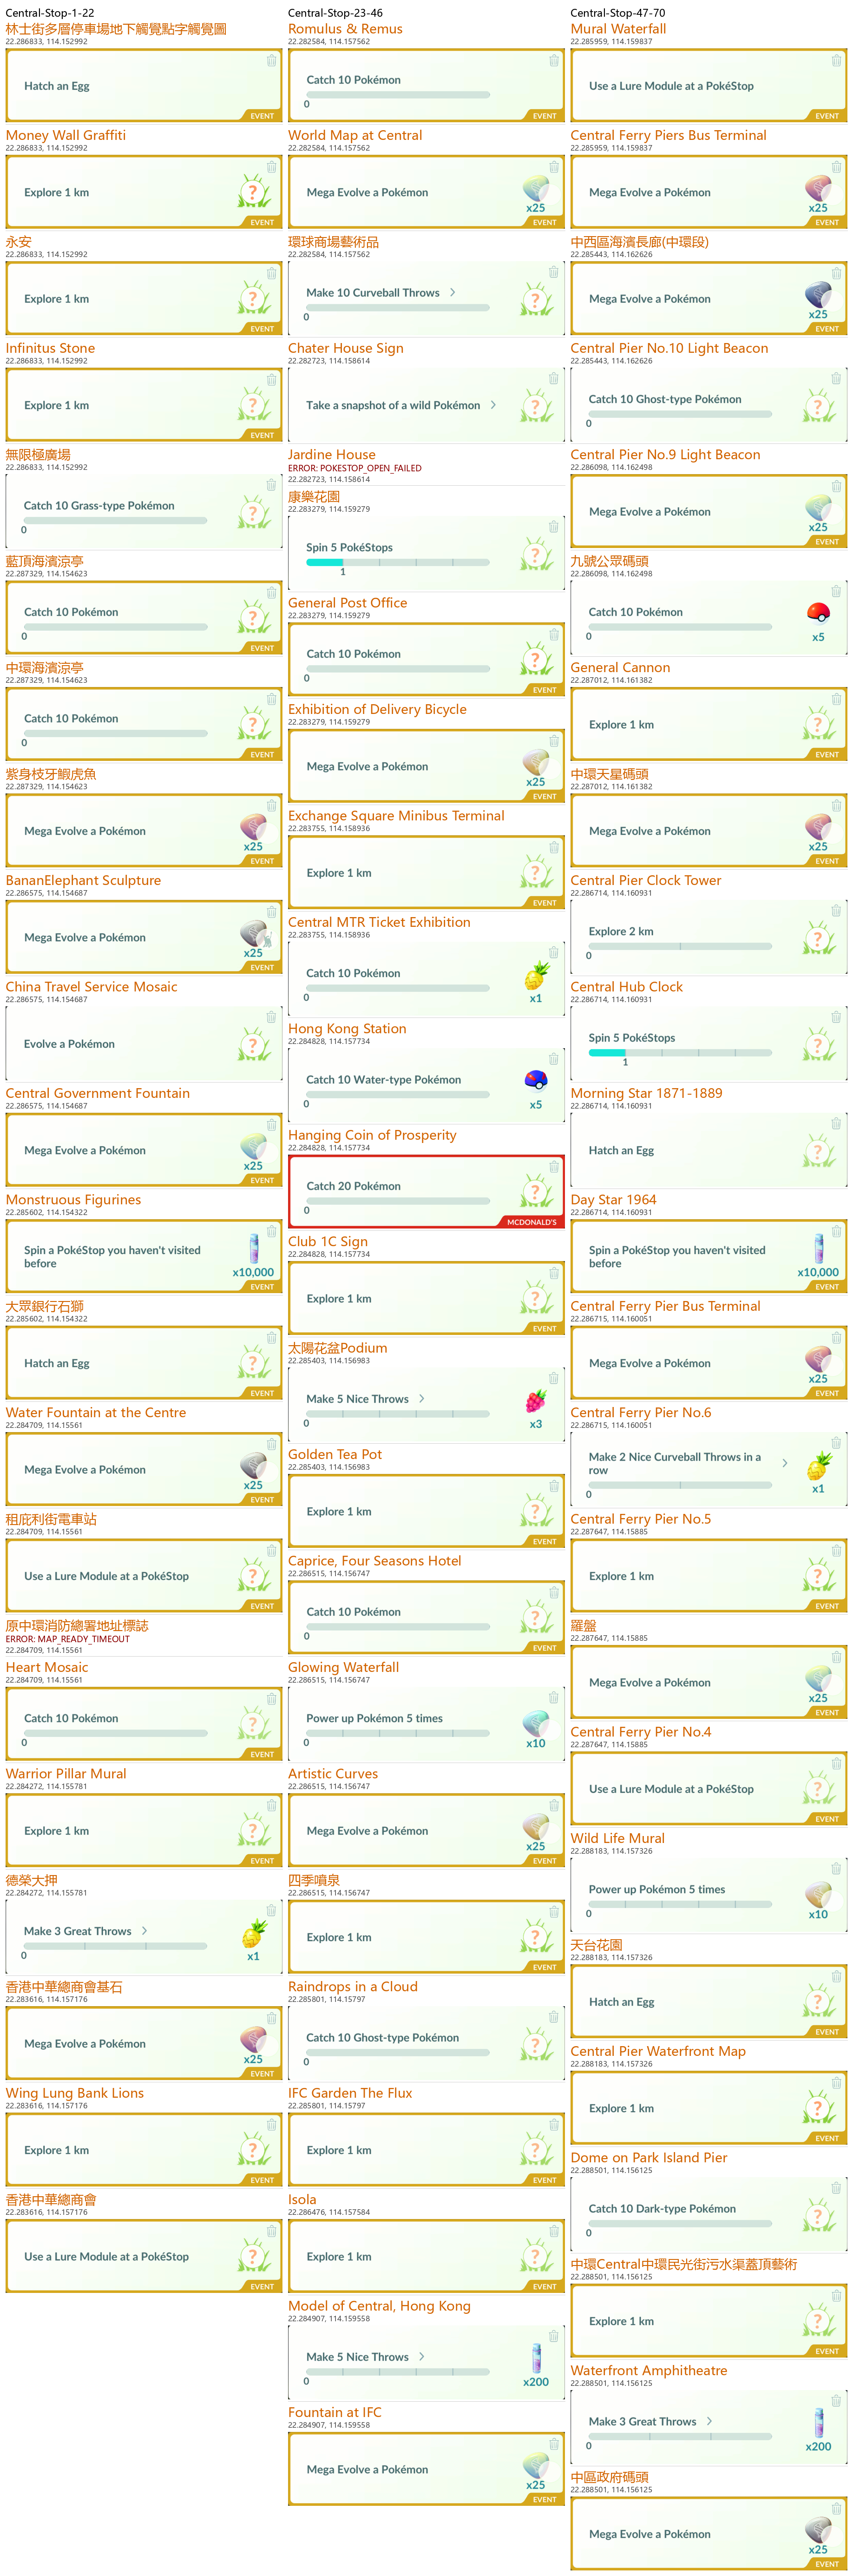 Central-Stop-1-22
林士街多層停車場地下觸覺點字觸覺圖
22.286833, 114.152992
Hatch an Egg
EVENT
Money Wall Graffiti
22.286833, 114.152992
Explore 1 km
EVENT
永安
22.286833, 114.152992
Explore 1 km
EVENT
Infinitus Stone
22.286833, 114.152992
Explore 1 km
EVENT
無限極廣場
22.286833, 114.152992
Catch 10 Grass-type Pokémon
0
藍頂海濱涼亭
22.287329, 114.154623
Catch 10 Pokémon
0
EVENT
中環海濱涼亭
22.287329, 114.154623
Catch 10 Pokémon
0
EVENT
紫身枝牙鰕虎魚
22.287329, 114.154623
Mega Evolve a Pokémon
x25
EVENT
BananElephant Sculpture
22.286575, 114.154687
Mega Evolve a Pokémon
x25
EVENT
China Travel Service Mosaic
22.286575, 114.154687
Evolve a Pokémon
Central Government Fountain
22.286575, 114.154687
Mega Evolve a Pokémon
x25
EVENT
Monstruous Figurines
22.285602, 114.154322
Spin a PokéStop you haven't visited
before
x10,000
EVENT
大眾銀行石獅
22.285602, 114.154322
Hatch an Egg
EVENT
Water Fountain at the Centre
22.284709, 114.15561
Mega Evolve a Pokémon
x25
EVENT
租庇利街電車站
22.284709, 114.15561
Use a Lure Module at a PokéStop
EVENT
原中環消防總署地址標誌
ERROR: MAP_READY_TIMEOUT
22.284709, 114.15561
Heart Mosaic
22.284709, 114.15561
Catch 10 Pokémon
0
EVENT
Warrior Pillar Mural
22.284272, 114.155781
Explore 1 km
EVENT
德榮大押
22.284272, 114.155781
Make 3 Great Throws
0
x1
香港中華總商會基石
22.283616, 114.157176
Mega Evolve a Pokémon
x25
EVENT
Wing Lung Bank Lions
22.283616, 114.157176
Explore 1 km
EVENT
香港中華總商會
22.283616, 114.157176
Use a Lure Module at a PokéStop
EVENT
Central-Stop-23-46
Romulus & Remus
22.282584, 114.157562
Catch 10 Pokémon
0
EVENT
World Map at Central
22.282584, 114.157562
Mega Evolve a Pokémon
x25
EVENT
環球商場藝術品
22.282584, 114.157562
Make 10 Curveball Throws
0
Chater House Sign
22.282723, 114.158614
Take a snapshot of a wild Pokémon
Jardine House
ERROR: POKESTOP_OPEN_FAILED
22.282723, 114.158614
康樂花園
22.283279, 114.159279
Spin 5 PokéStops
1
General Post Office
22.283279, 114.159279
Catch 10 Pokémon
0
EVENT
Exhibition of Delivery Bicycle
22.283279, 114.159279
Mega Evolve a Pokémon
x25
EVENT
Exchange Square Minibus Terminal
22.283755, 114.158936
Explore 1 km
EVENT
Central MTR Ticket Exhibition
22.283755, 114.158936
Catch 10 Pokémon
0
x1
Hong Kong Station
22.284828, 114.157734
Catch 10 Water-type Pokémon
0
x5
Hanging Coin of Prosperity
22.284828, 114.157734
Catch 20 Pokémon
0
MCDONALD'S
Club 1C Sign
22.284828, 114.157734
Explore 1 km
EVENT
太陽花盆Podium
22.285403, 114.156983
Make 5 Nice Throws
0
x3
Golden Tea Pot
22.285403, 114.156983
Explore 1 km
EVENT
Caprice, Four Seasons Hotel
22.286515, 114.156747
Catch 10 Pokémon
0
EVENT
Glowing Waterfall
22.286515, 114.156747
Power up Pokémon 5 times
0
x10
Artistic Curves
22.286515, 114.156747
Mega Evolve a Pokémon
x25
EVENT
四季噴泉
22.286515, 114.156747
Explore 1 km
EVENT
Raindrops in a Cloud
22.285801, 114.15797
Catch 10 Ghost-type Pokémon
0
IFC Garden The Flux
22.285801, 114.15797
Explore 1 km
EVENT
Isola
22.286476, 114.157584
Explore 1 km
EVENT
Model of Central, Hong Kong
22.284907, 114.159558
Make 5 Nice Throws
0
x200
Fountain at IFC
22.284907, 114.159558
Mega Evolve a Pokémon
x25
EVENT
Central-Stop-47-70
Mural Waterfall
22.285959, 114.159837
Use a Lure Module at a PokéStop
EVENT
Central Ferry Piers Bus Terminal
22.285959, 114.159837
Mega Evolve a Pokémon
x25
EVENT
中西區海濱長廊(中環段)
22.285443, 114.162626
Mega Evolve a Pokémon
x25
EVENT
Central Pier No.10 Light Beacon
22.285443, 114.162626
Catch 10 Ghost-type Pokémon
0
Central Pier No.9 Light Beacon
22.286098, 114.162498
Mega Evolve a Pokémon
x25
EVENT
九號公眾碼頭
22.286098, 114.162498
Catch 10 Pokémon
0
x5
General Cannon
22.287012, 114.161382
Explore 1 km
EVENT
中環天星碼頭
22.287012, 114.161382
Mega Evolve a Pokémon
x25
EVENT
Central Pier Clock Tower
22.286714, 114.160931
Explore 2 km
0
Central Hub Clock
22.286714, 114.160931
Spin 5 PokéStops
1
Morning Star 1871-1889
22.286714, 114.160931
Hatch an Egg
Day Star 1964
22.286714, 114.160931
Spin a PokéStop you haven't visited
before
x10,000
EVENT
Central Ferry Pier Bus Terminal
22.286715, 114.160051
Mega Evolve a Pokémon
x25
EVENT
Central Ferry Pier No.6
22.286715, 114.160051
Make 2 Nice Curveball Throws in a
row
0
x1
Central Ferry Pier No.5
22.287647, 114.15885
Explore 1 km
EVENT
羅盤
22.287647, 114.15885
Mega Evolve a Pokémon
x25
EVENT
Central Ferry Pier No.4
22.287647, 114.15885
Use a Lure Module at a PokéStop
EVENT
Wild Life Mural
22.288183, 114.157326
Power up Pokémon 5 times
0
x10
天台花園
22.288183, 114.157326
Hatch an Egg
EVENT
Central Pier Waterfront Map
22.288183, 114.157326
Explore 1 km
EVENT
Dome on Park Island Pier
22.288501, 114.156125
Catch 10 Dark-type Pokémon
0
中環Central中環民光街污水渠蓋頂藝術
22.288501, 114.156125
Explore 1 km
EVENT
Waterfront Amphitheatre
22.288501, 114.156125
Make 3 Great Throws
0
x200
中區政府碼頭
22.288501, 114.156125
Mega Evolve a Pokémon
x25
EVENT